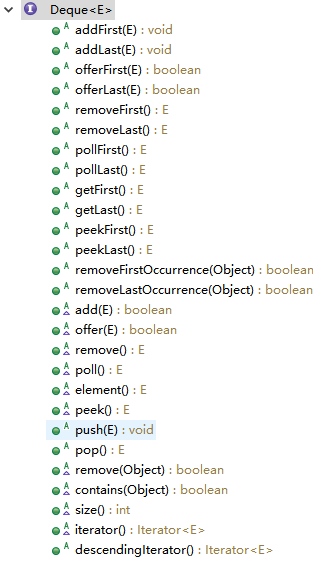 I Deque<E>
A addFirst(E) : void
A addLast(E) : void
A offerFirst(E) : boolean
A offerLast(E) : boolean
A removeFirst() : E
A removeLast() : E
A pollFirst() : E
A pollLast() : E
A getFirst() : E
A getLast() : E
A peekFirst() : E
A peekLast() : E
A removeFirstOccurrence(Object) : boolean
A removeLastOccurrence(Object) : boolean
A add(E) : boolean
A offer(E) : boolean
A remove() : E
A poll() : E
A element() : E
A peek() : E
A push(E) : void
A pop() : E
A remove(Object) : boolean
A contains(Object) : boolean
A size() : int
A iterator() : Iterator<E>
A descendingIterator() : Iterator<E>